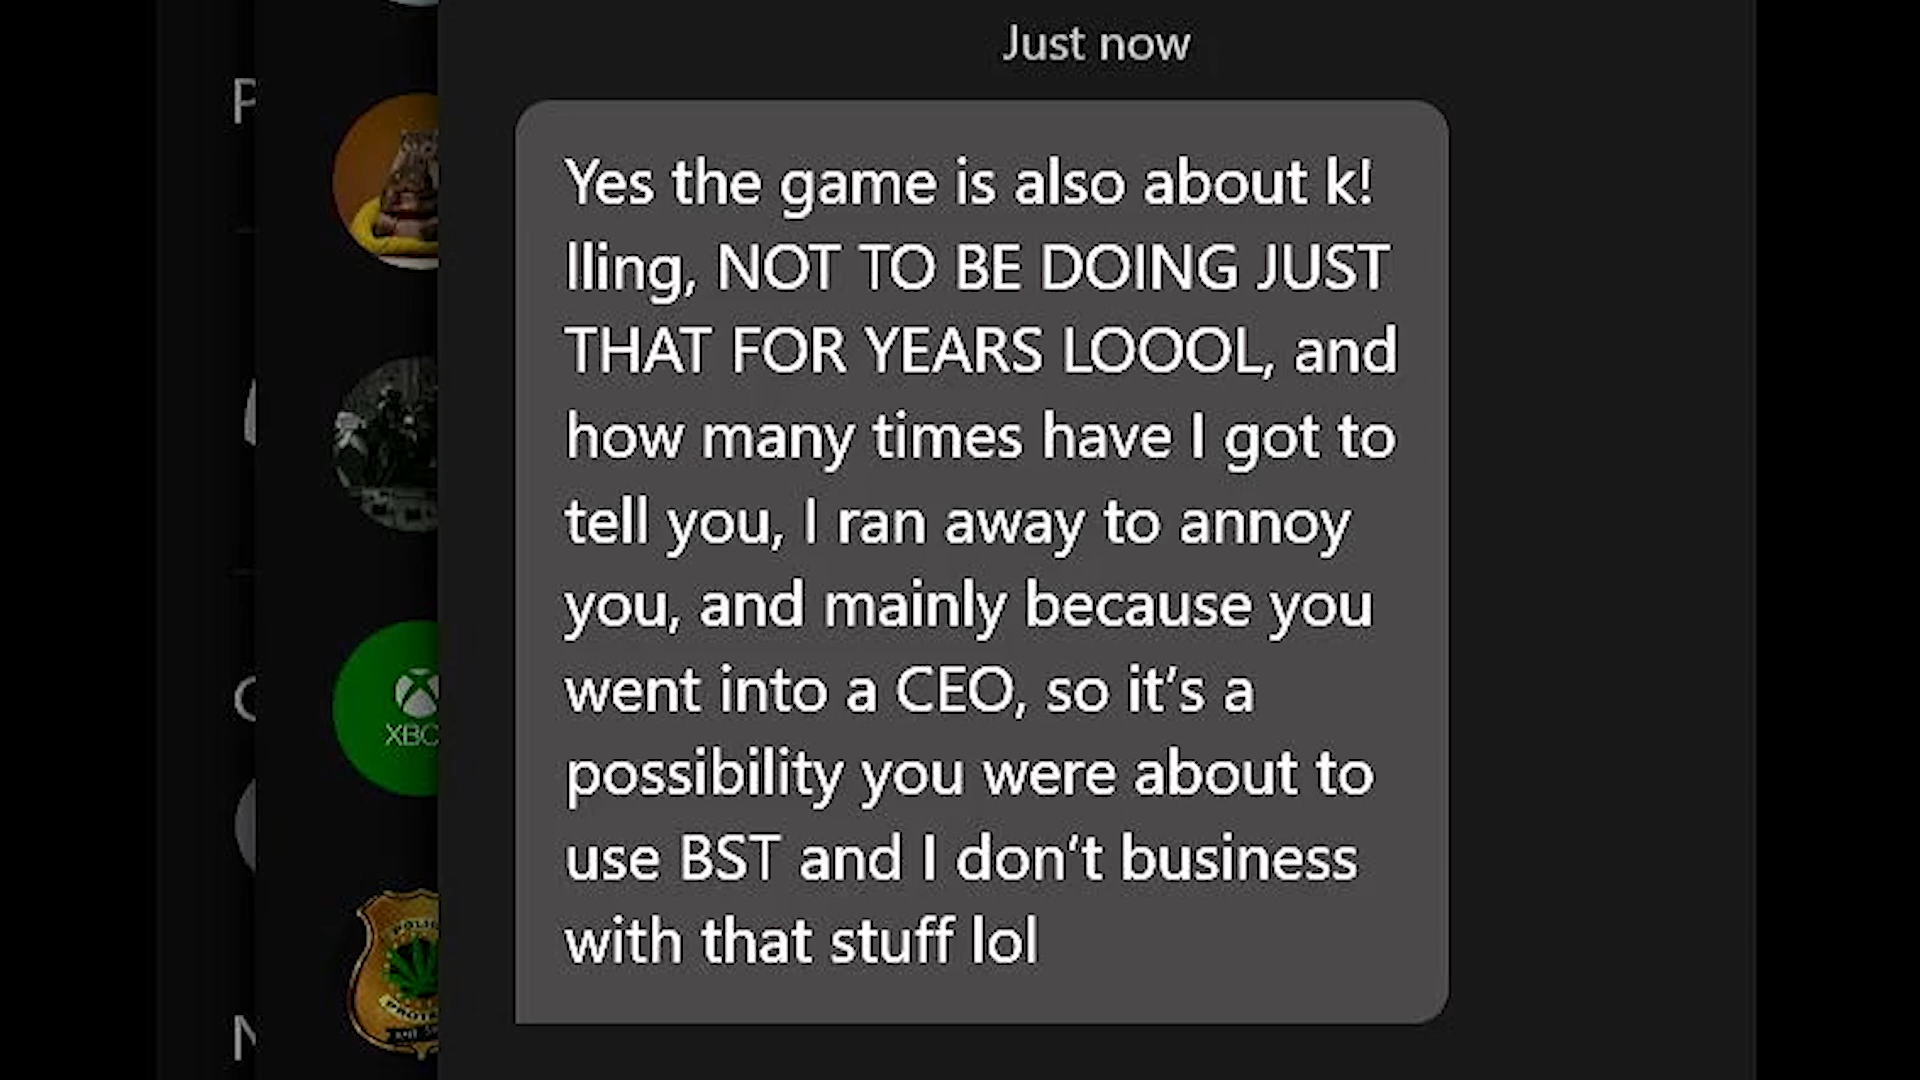 Just now
Yes the game is also about k!
lling, NOT TO BE DOING JUST
THAT FOR YEARS LOOOL, and
how many times have I got to
tell you, I ran away to annoy
you, and mainly because you
went into a CEO, so it's a
possibility you were about to
use BST and I don't business
with that stuff lol
P
XBO